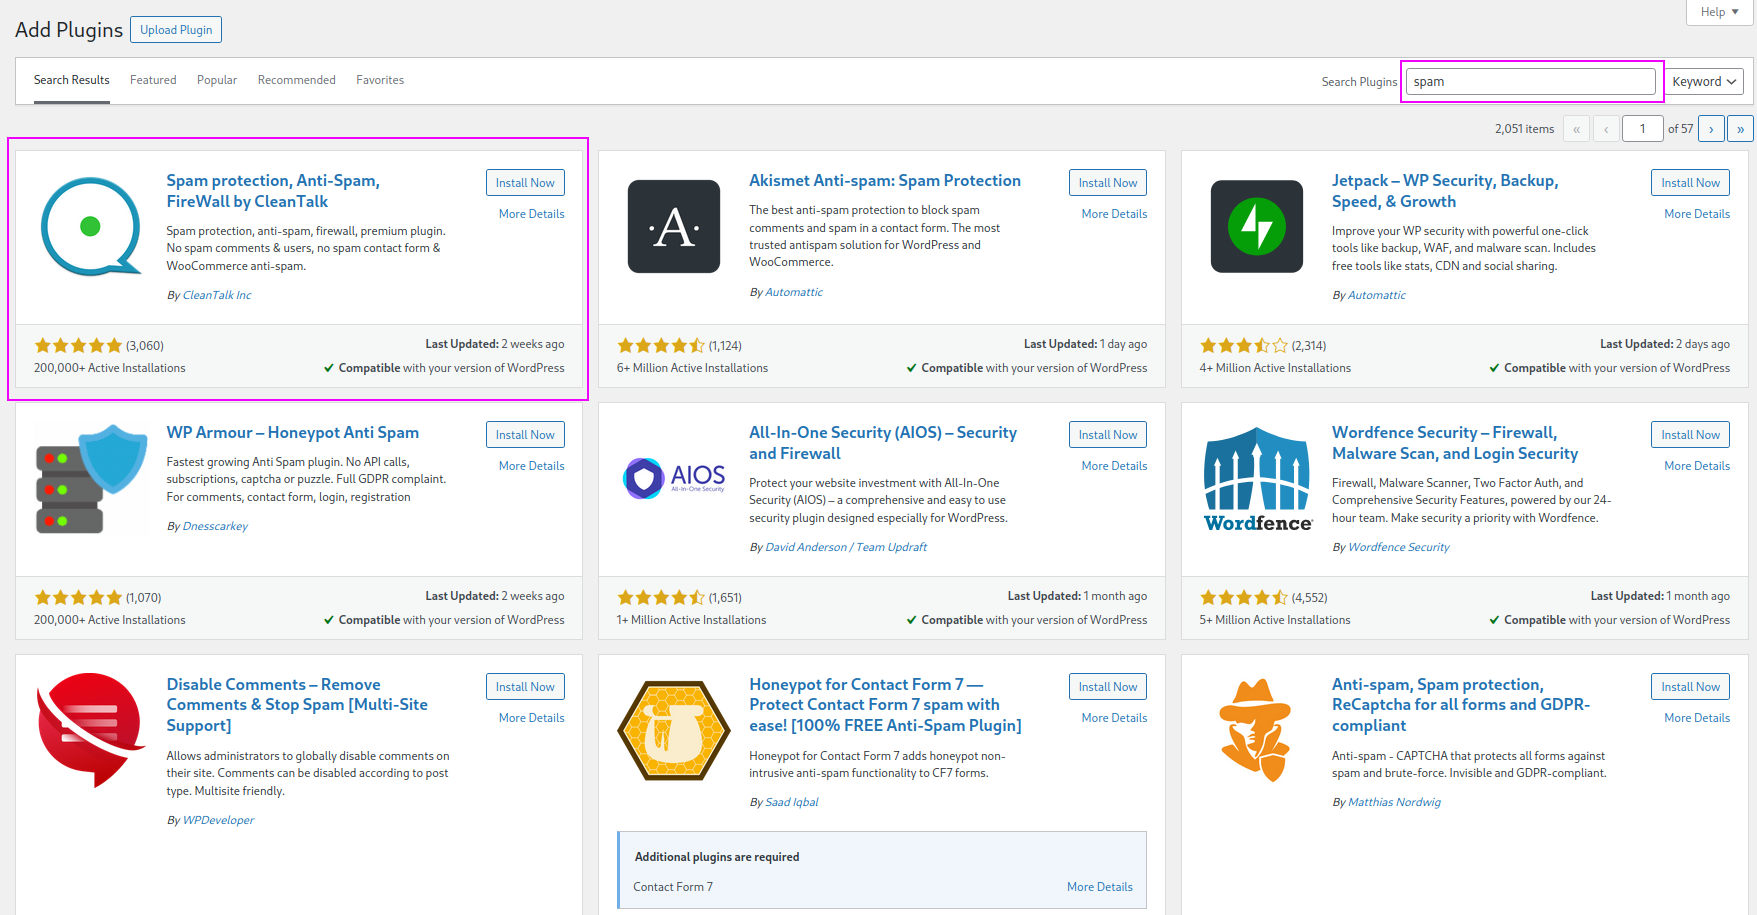 Help
Add Plugins
Upload Plugin
Search Results
Featured
Popular
Recommended
Favorites
Search Plugins
spam
Keyword
2,051 items
«
‹
1
of 57
›
»
Spam protection, Anti-Spam,
FireWall by CleanTalk
Install Now
More Details
Spam protection, anti-spam, firewall, premium plugin.
No spam comments & users, no spam contact form &
WooCommerce anti-spam.
By CleanTalk Inc
(3,060)
200,000+ Active Installations
Last Updated: 2 weeks ago
Compatible with your version of WordPress
·A·
Akismet Anti-spam: Spam Protection
Install Now
More Details
The best anti-spam protection to block spam
comments and spam in a contact form. The most
trusted antispam solution for WordPress and
WooCommerce.
By Automattic
(1,124)
6+ Million Active Installations
Last Updated: 1 day ago
Compatible with your version of WordPress
Jetpack – WP Security, Backup,
Speed, & Growth
Install Now
More Details
Improve your WP security with powerful one-click
tools like backup, WAF, and malware scan. Includes
free tools like stats, CDN and social sharing.
By Automattic
(2,314)
4+ Million Active Installations
Last Updated: 2 days ago
Compatible with your version of WordPress
WP Armour – Honeypot Anti Spam
Install Now
More Details
Fastest growing Anti Spam plugin. No API calls,
subscriptions, captcha or puzzle. Full GDPR complaint.
For comments, contact form, login, registration
By Dnesscarkey
(1,070)
200,000+ Active Installations
Last Updated: 2 weeks ago
Compatible with your version of WordPress
AIOS
All-In-One Security
All-In-One Security (AIOS) – Security
and Firewall
Install Now
More Details
Protect your website investment with All-In-One
Security (AIOS) – a comprehensive and easy to use
security plugin designed especially for WordPress.
By David Anderson / Team Updraft
(1,651)
1+ Million Active Installations
Last Updated: 1 month ago
Compatible with your version of WordPress
Wordfence
Wordfence Security – Firewall,
Malware Scan, and Login Security
Install Now
More Details
Firewall, Malware Scanner, Two Factor Auth, and
Comprehensive Security Features, powered by our 24-
hour team. Make security a priority with Wordfence.
By Wordfence Security
(4,552)
5+ Million Active Installations
Last Updated: 1 month ago
Compatible with your version of WordPress
Disable Comments – Remove
Comments & Stop Spam [Multi-Site
Support]
Install Now
More Details
Allows administrators to globally disable comments on
their site. Comments can be disabled according to post
type. Multisite friendly.
By WPDeveloper
Honeypot for Contact Form 7 —
Protect Contact Form 7 spam with
ease! [100% FREE Anti-Spam Plugin]
Install Now
More Details
Honeypot for Contact Form 7 adds honeypot non-
intrusive anti-spam functionality to CF7 forms.
By Saad Iqbal
Additional plugins are required
Contact Form 7
More Details
Anti-spam, Spam protection,
ReCaptcha for all forms and GDPR-
compliant
Install Now
More Details
Anti-spam - CAPTCHA that protects all forms against
spam and brute-force. Invisible and GDPR-compliant.
By Matthias Nordwig